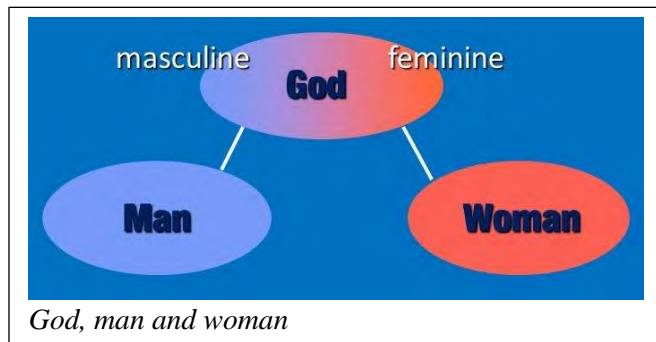 masculine feminine
God
Man Woman
God, man and woman